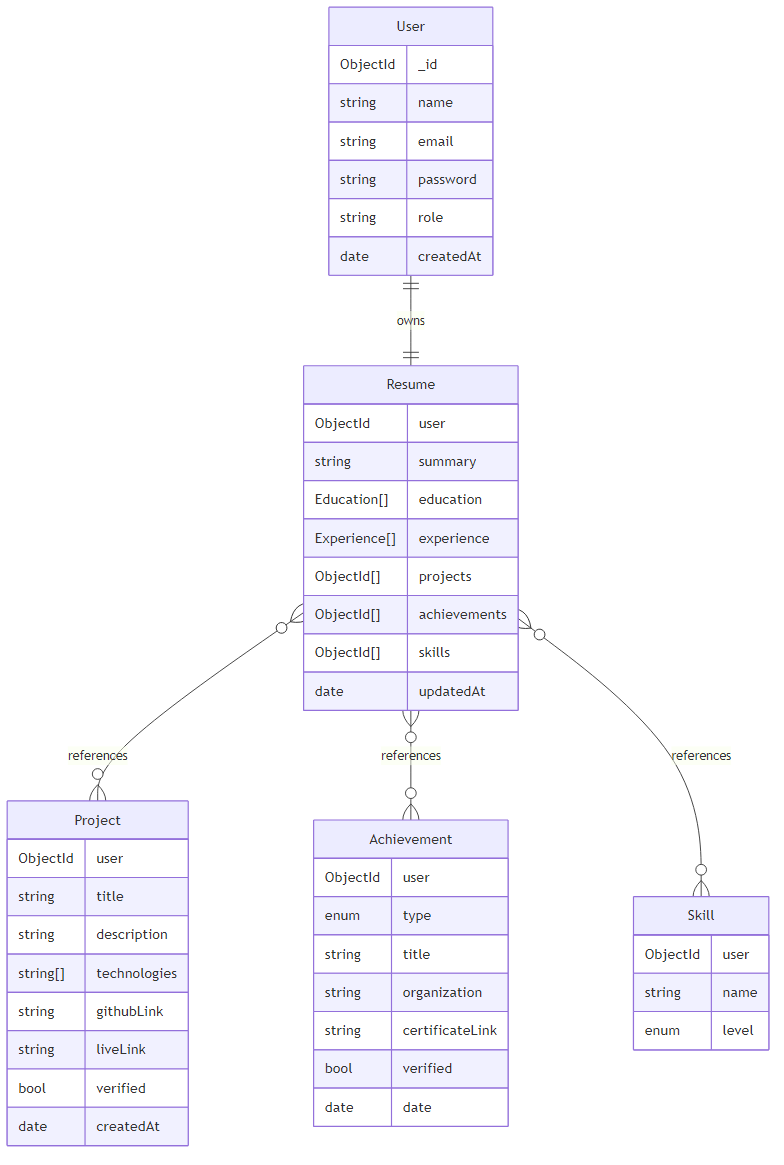 User
ObjectId _id
string name
string email
string password
string role
date createdAt
owns
Resume
ObjectId user
string summary
Education[] education
Experience[] experience
ObjectId[] projects
ObjectId[] achievements
ObjectId[] skills
date updatedAt
references
references
references
Project
ObjectId user
string title
string description
string[] technologies
string githubLink
string liveLink
bool verified
date createdAt
Achievement
ObjectId user
enum type
string title
string organization
string certificateLink
bool verified
date date
Skill
ObjectId user
string name
enum level